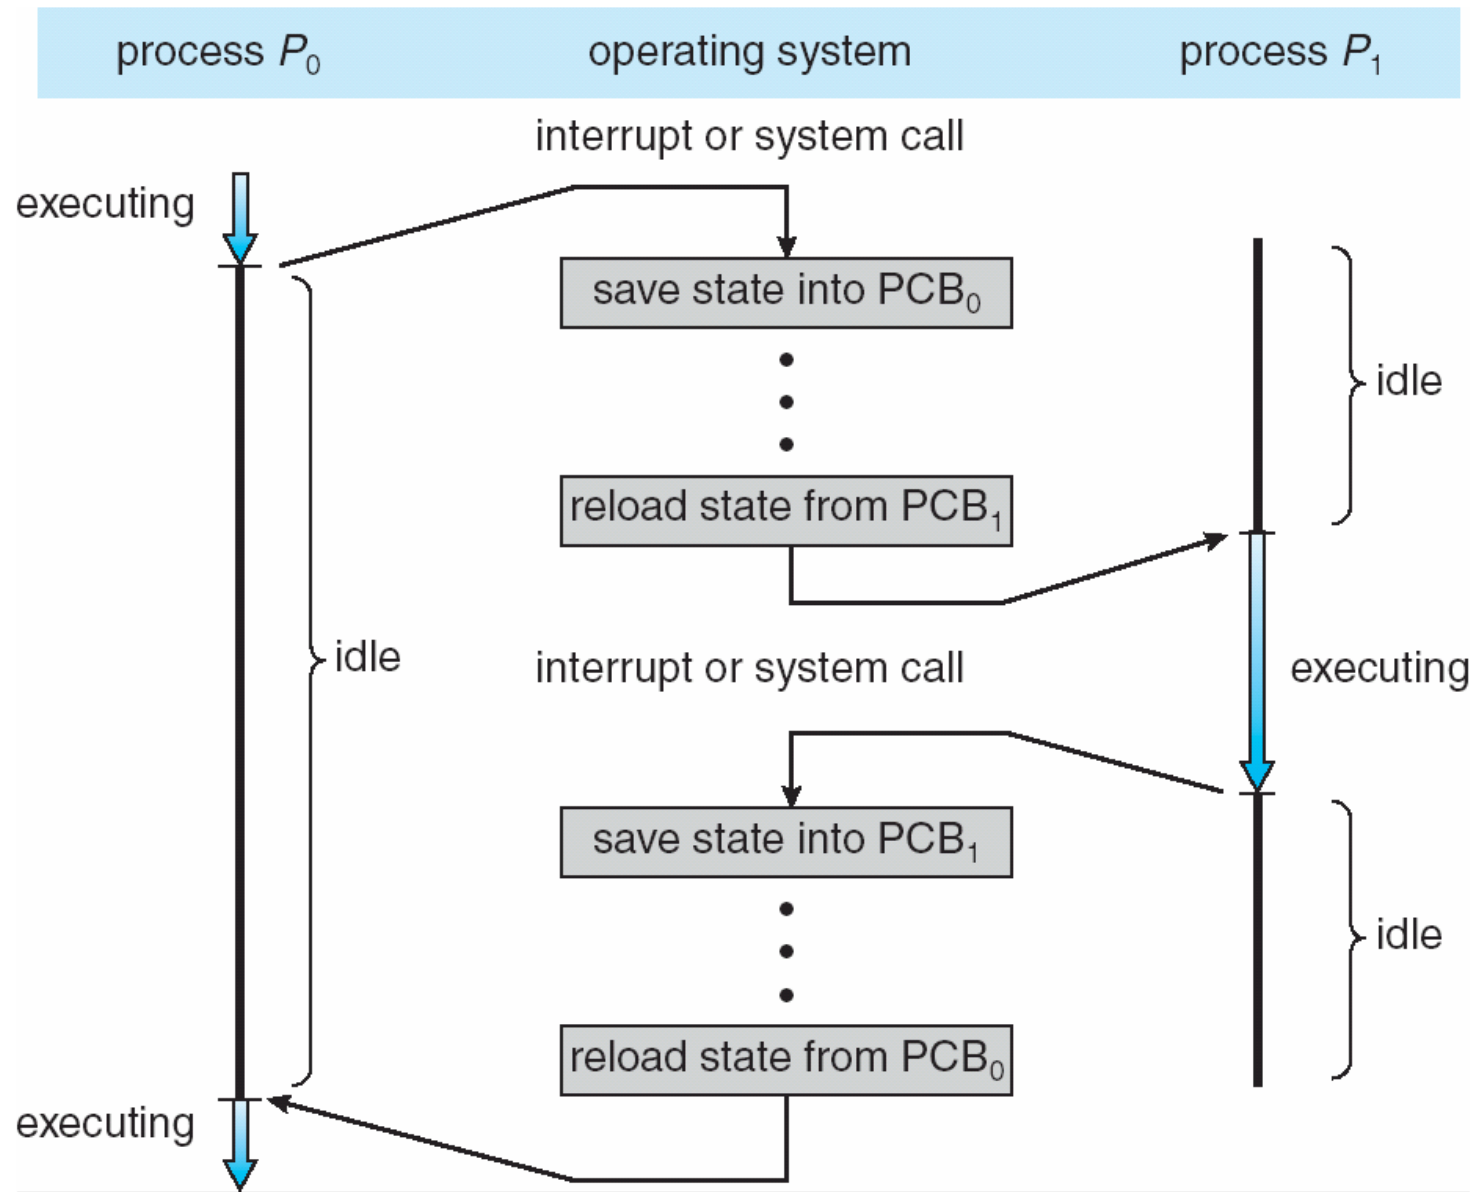 process P₀
operating system
process P₁
interrupt or system call
executing
save state into PCB₀
idle
reload state from PCB₁
idle
interrupt or system call
executing
save state into PCB₁
idle
reload state from PCB₀
executing